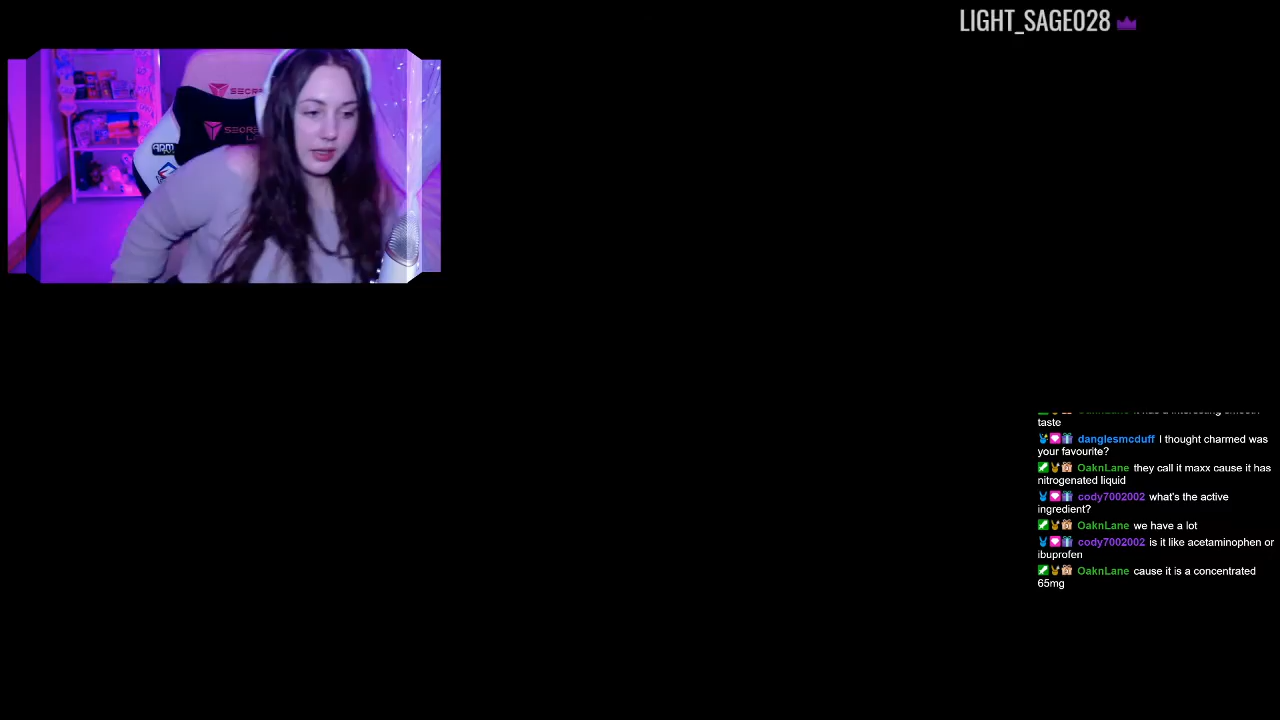 LIGHT_SAGE028
SECRE
SECRE
taste
danglesmcduff I thought charmed was
your favourite?
OaknLane they call it maxx cause it has
nitrogenated liquid
cody7002002 what's the active
ingredient?
OaknLane we have a lot
cody7002002 is it like acetaminophen or
ibuprofen
OaknLane cause it is a concentrated
65mg